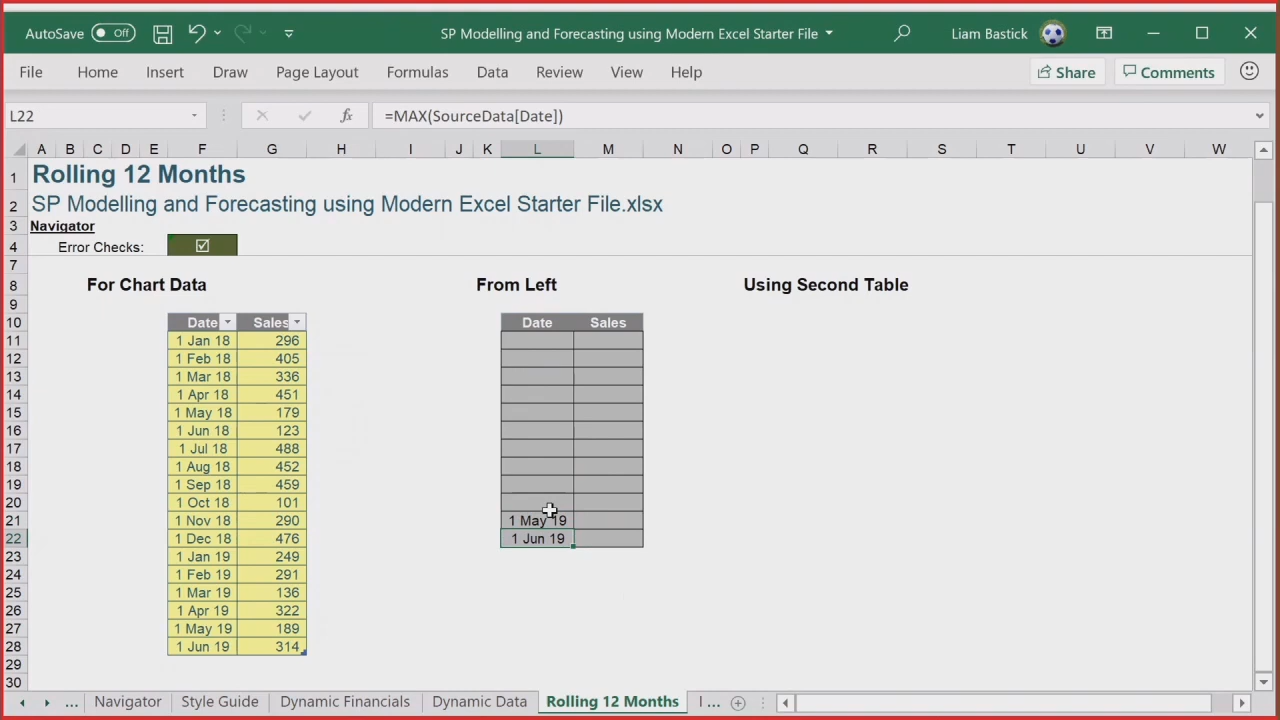 AutoSave Off SP Modelling and Forecasting using Modern Excel Starter File Liam Bastick
File Home Insert Draw Page Layout Formulas Data Review View Help Share Comments
L22 fx =MAX(SourceData[Date])
A B C D E F G H I J K L M N O P Q R S T U V W
1 Rolling 12 Months
2 SP Modelling and Forecasting using Modern Excel Starter File.xlsx
3 Navigator
4 Error Checks:
7
8 For Chart Data From Left Using Second Table
9
10 Date Sales Date Sales
11 1 Jan 18 296
12 1 Feb 18 405
13 1 Mar 18 336
14 1 Apr 18 451
15 1 May 18 179
16 1 Jun 18 123
17 1 Jul 18 488
18 1 Aug 18 452
19 1 Sep 18 459
20 1 Oct 18 101
21 1 Nov 18 290 1 May 19
22 1 Dec 18 476 1 Jun 19
23 1 Jan 19 249
24 1 Feb 19 291
25 1 Mar 19 136
26 1 Apr 19 322
27 1 May 19 189
28 1 Jun 19 314
29
30
... Navigator Style Guide Dynamic Financials Dynamic Data Rolling 12 Months I ...